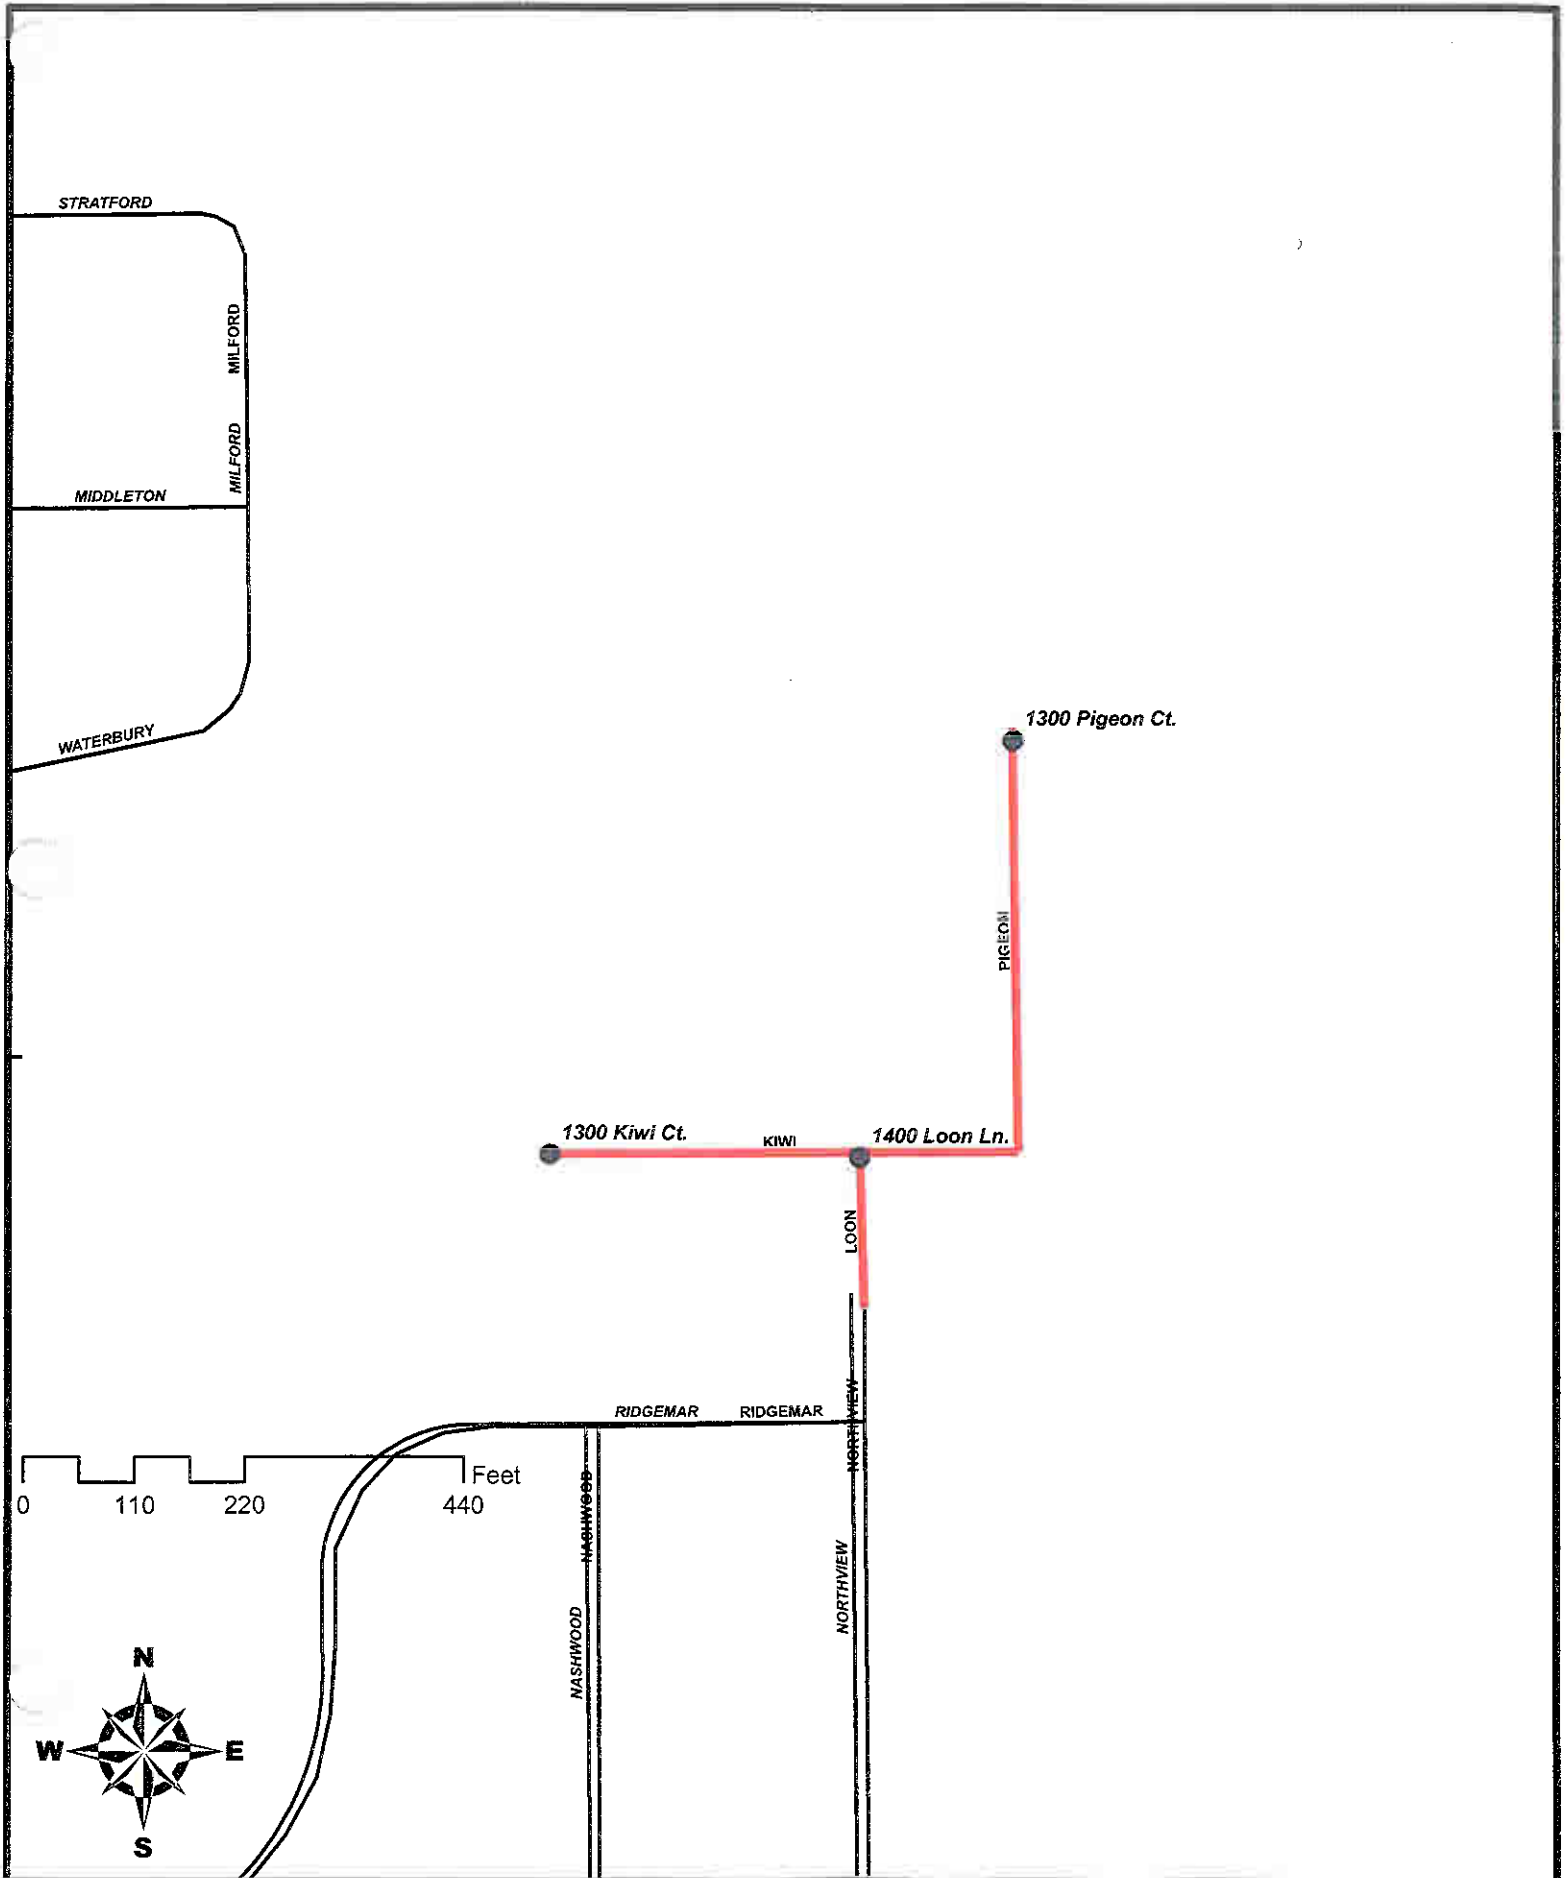 STRATFORD
MILFORD
MILFORD
MIDDLETON
WATERBURY
1300 Pigeon Ct.
PIGEON
1300 Kiwi Ct.
KIWI
1400 Loon Ln.
LOON
RIDGEMAR
RIDGEMAR
NORTHVIEW
NASHWOOD
Feet
0 110 220 440
NORTHVIEW
NASHWOOD
N
W E
S